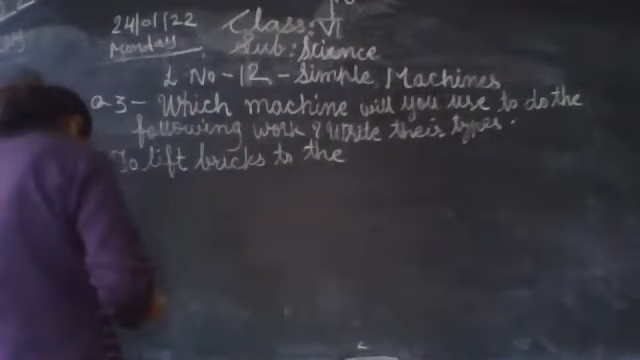 24/01/22 Class: VI
Monday Sub: Science
L No-12-Simple Machines
Q 3- Which machine will you use to do the
following work & write their types.
To lift bricks to the